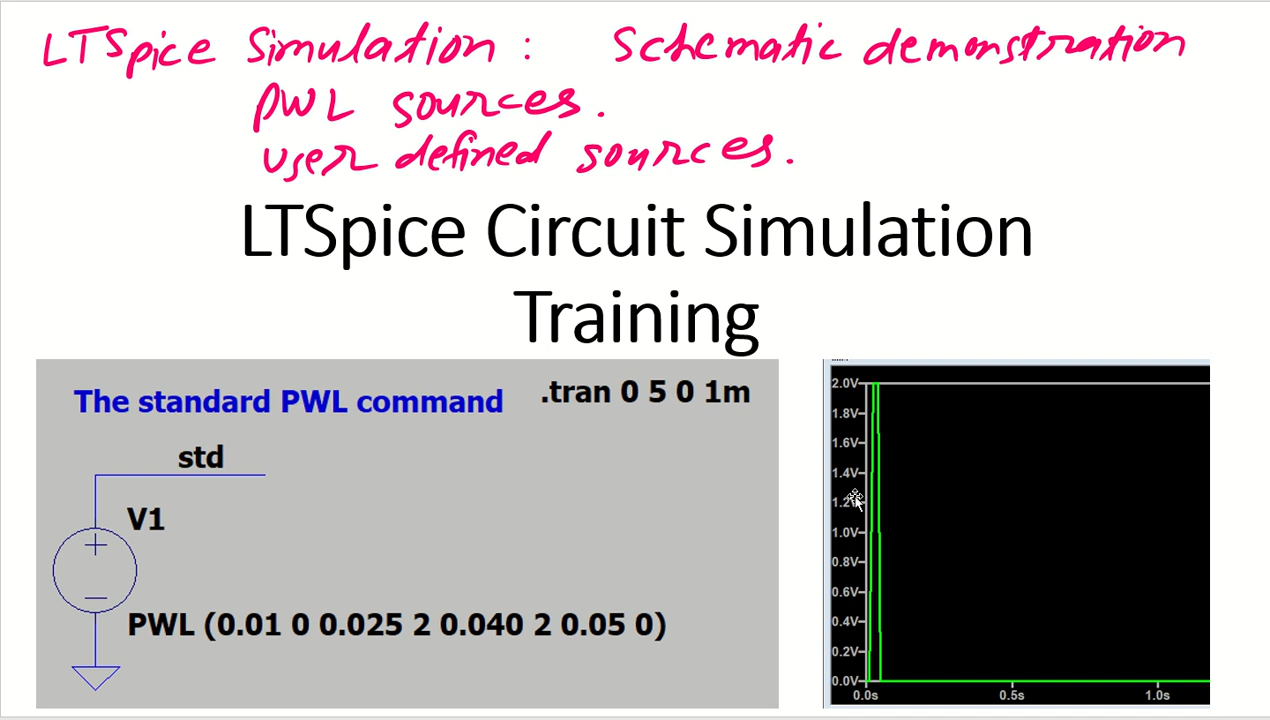 LTSpice Simulation : Schematic demonstration
PWL sources.
user defined sources.
LTSpice Circuit Simulation
Training
The standard PWL command
.tran 0 5 0 1m
std
V1
PWL (0.01 0 0.025 2 0.040 2 0.05 0)
2.0V
1.8V
1.6V
1.4V
1.2V
1.0V
0.8V
0.6V
0.4V
0.2V
0.0V
0.0s 0.5s 1.0s